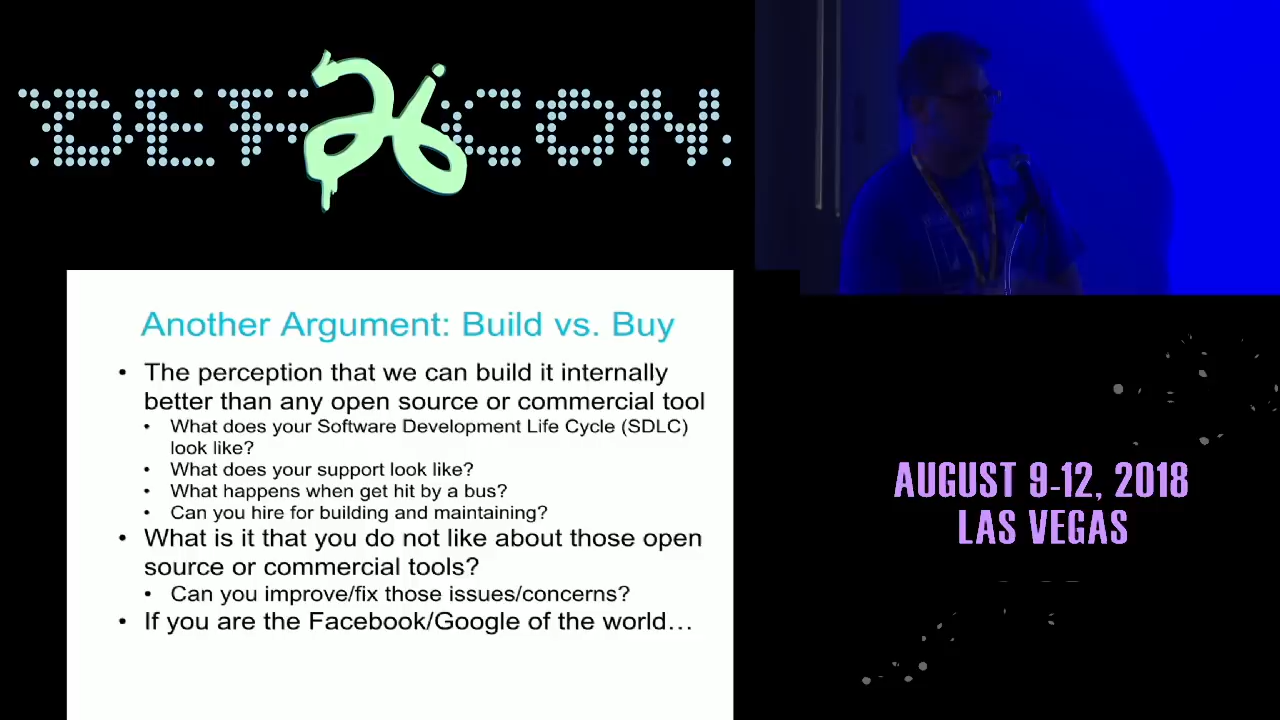 DEF 26 CON
Another Argument: Build vs. Buy
• The perception that we can build it internally
better than any open source or commercial tool
• What does your Software Development Life Cycle (SDLC)
look like?
• What does your support look like?
• What happens when get hit by a bus?
• Can you hire for building and maintaining?
• What is it that you do not like about those open
source or commercial tools?
• Can you improve/fix those issues/concerns?
• If you are the Facebook/Google of the world...
AUGUST 9-12, 2018
LAS VEGAS